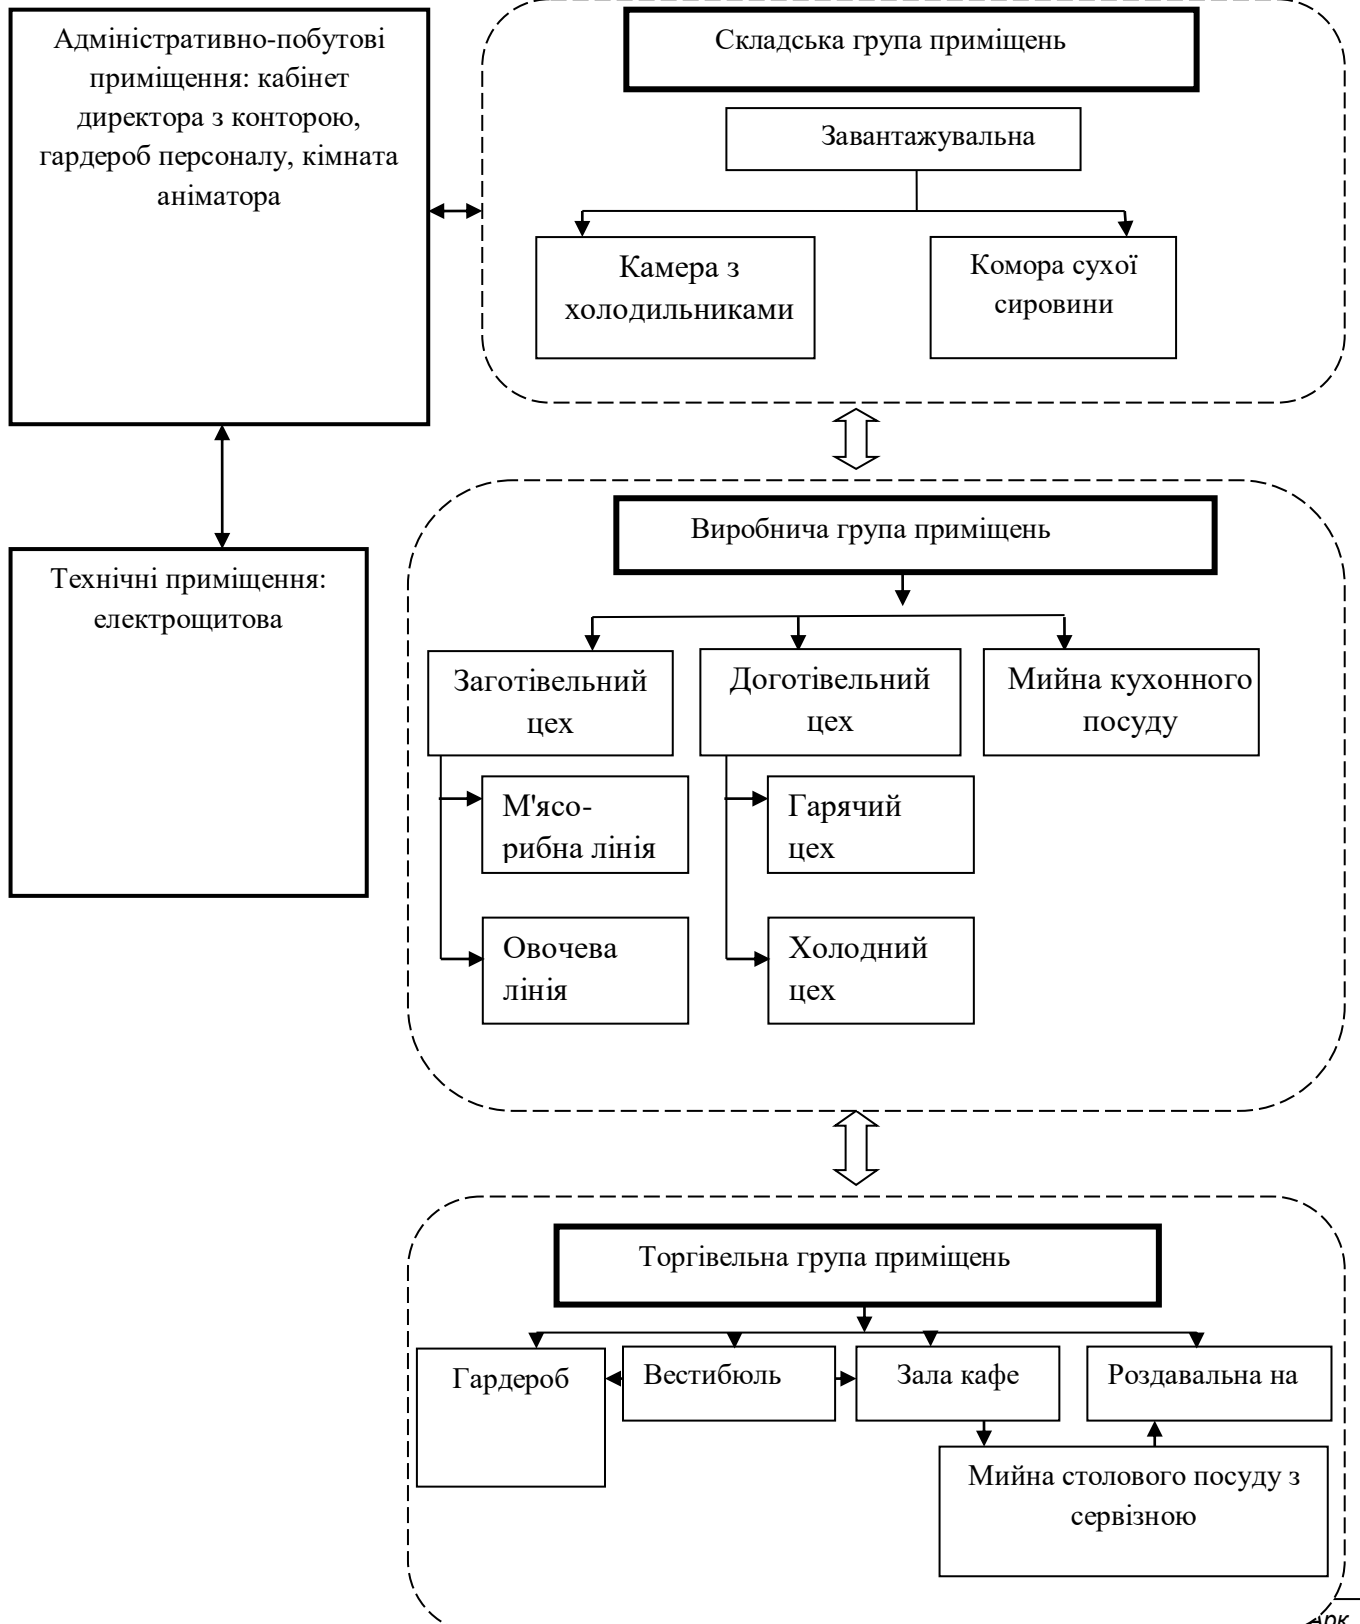 Адміністративно-побутові
приміщення: кабінет
директора з конторою,
гардероб персоналу, кімната
аніматора
Складська група приміщень
Завантажувальна
Камера з
холодильниками
Комора сухої
сировини
Технічні приміщення:
електрощитова
Виробнича група приміщень
Заготівельний
цех
Доготівельний
цех
Мийна кухонного
посуду
М'ясо-
рибна лінія
Гарячий
цех
Овочева
лінія
Холодний
цех
Торгівельна група приміщень
Гардероб
Вестибюль
Зала кафе
Роздавальна на
Мийна столового посуду з
сервізною